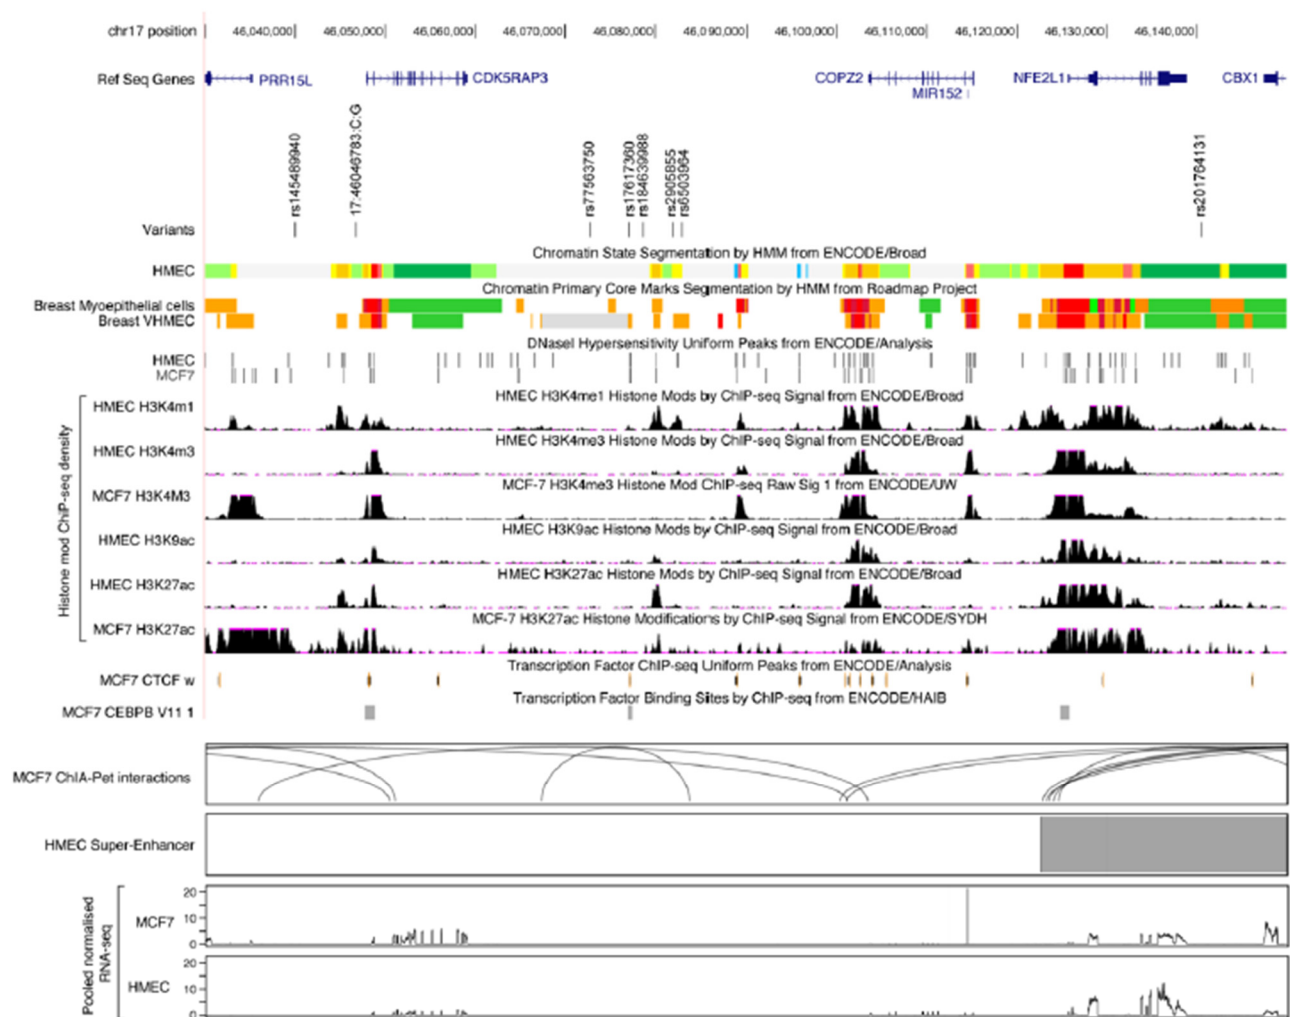 chr17 position 46,040,000 46,050,000 46,060,000 46,070,000 46,080,000 46,090,000 46,100,000 46,110,000 46,120,000 46,130,000 46,140,000
Ref Seq Genes PRR15L CDK5RAP3 COPZ2 NFE2L1 CBX1
MIR152
rs145489940 17:46046783:C:G rs77563750 rs17617360 rs184639988 rs2905855 rs6503964 rs201764131
Variants
Chromatin State Segmentation by HMM from ENCODE/Broad
HMEC
Chromatin Primary Core Marks Segmentation by HMM from Roadmap Project
Breast Myoepithelial cells
Breast VHMEC
DNaseI Hypersensitivity Uniform Peaks from ENCODE/Analysis
HMEC
MCF7
HMEC H3K4me1 Histone Mods by ChIP-seq Signal from ENCODE/Broad
HMEC H3K4m1
HMEC H3K4me3 Histone Mods by ChIP-seq Signal from ENCODE/Broad
HMEC H3K4m3
MCF-7 H3K4me3 Histone Mod ChIP-seq Raw Sig 1 from ENCODE/UW
MCF7 H3K4M3
HMEC H3K9ac Histone Mods by ChIP-seq Signal from ENCODE/Broad
HMEC H3K9ac
HMEC H3K27ac Histone Mods by ChIP-seq Signal from ENCODE/Broad
HMEC H3K27ac
MCF-7 H3K27ac Histone Modifications by ChIP-seq Signal from ENCODE/SYDH
MCF7 H3K27ac
Histone mod ChiP-seq density
Transcription Factor ChIP-seq Uniform Peaks from ENCODE/Analysis
MCF7 CTCF w
Transcription Factor Binding Sites by ChIP-seq from ENCODE/HAIB
MCF7 CEBPB V11 1
MCF7 ChIA-Pet interactions
HMEC Super-Enhancer
Pooled normalised
RNA-seq
MCF7
20
10
0
HMEC
20
10
0